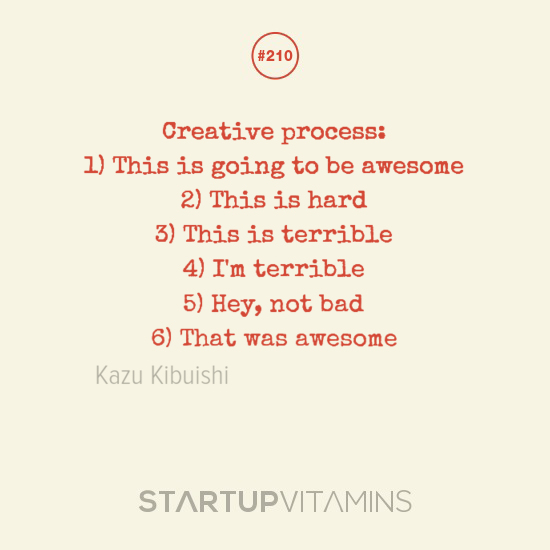 #210
Creative process:
1) This is going to be awesome
2) This is hard
3) This is terrible
4) I'm terrible
5) Hey, not bad
6) That was awesome
Kazu Kibuishi
STARTUPVITAMINS